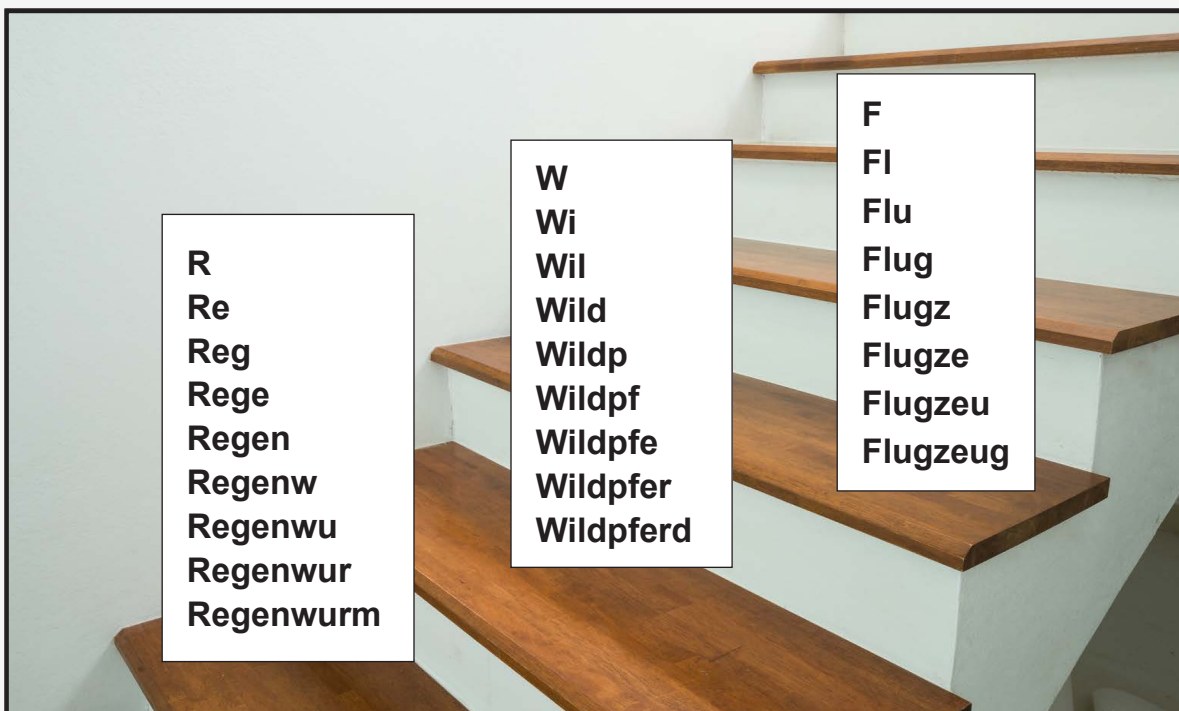 R
Re
Reg
Rege
Regen
Regenw
Regenwu
Regenwur
Regenwurm
W
Wi
Wil
Wild
Wildp
Wildpf
Wildpfe
Wildpfer
Wildpferd
F
Fl
Flu
Flug
Flugz
Flugze
Flugzeu
Flugzeug